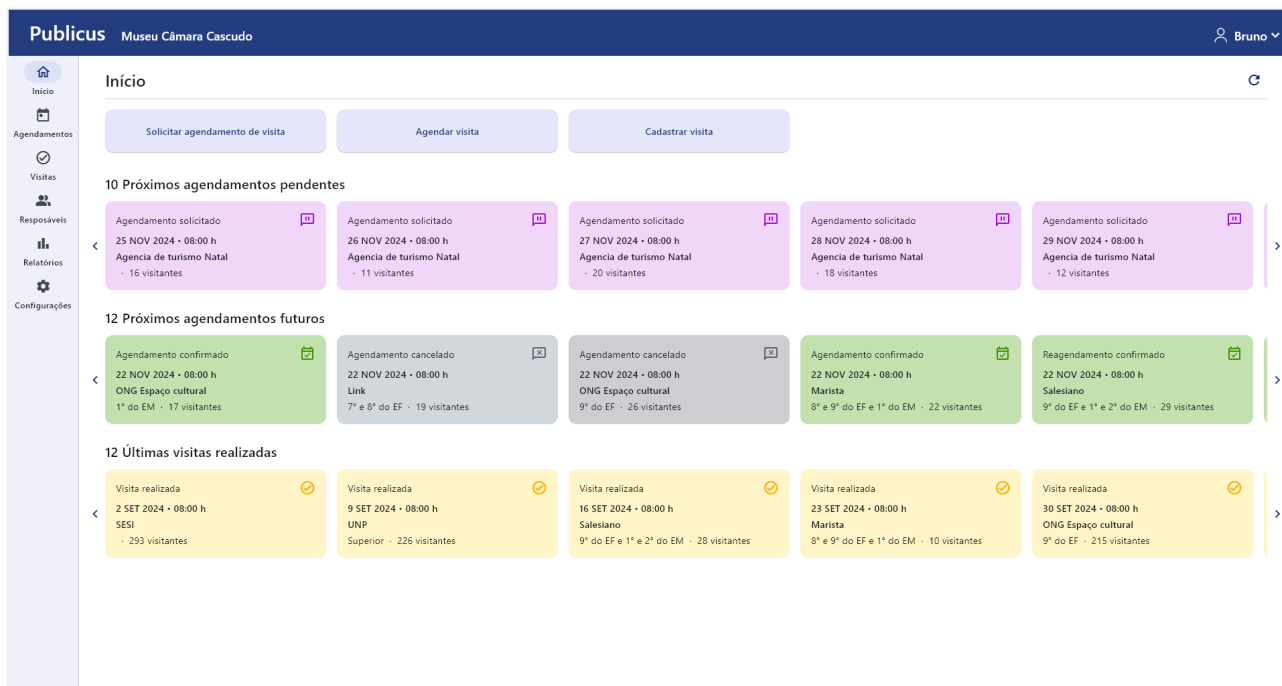 Publicus Museu Câmara Cascudo Bruno
Início
Agendamentos
Visitas
Resposáveis
Relatórios
Configurações
Início
Solicitar agendamento de visita
Agendar visita
Cadastrar visita
10 Próximos agendamentos pendentes
Agendamento solicitado
25 NOV 2024 • 08:00 h
Agencia de turismo Natal
· 16 visitantes
Agendamento solicitado
26 NOV 2024 • 08:00 h
Agencia de turismo Natal
· 11 visitantes
Agendamento solicitado
27 NOV 2024 • 08:00 h
Agencia de turismo Natal
· 20 visitantes
Agendamento solicitado
28 NOV 2024 • 08:00 h
Agencia de turismo Natal
· 18 visitantes
Agendamento solicitado
29 NOV 2024 • 08:00 h
Agencia de turismo Natal
· 12 visitantes
12 Próximos agendamentos futuros
Agendamento confirmado
22 NOV 2024 • 08:00 h
ONG Espaço cultural
1° do EM · 17 visitantes
Agendamento cancelado
22 NOV 2024 • 08:00 h
Link
7° e 8° do EF · 19 visitantes
Agendamento cancelado
22 NOV 2024 • 08:00 h
ONG Espaço cultural
9° do EF · 26 visitantes
Agendamento confirmado
22 NOV 2024 • 08:00 h
Marista
8° e 9° do EF e 1° do EM · 22 visitantes
Reagendamento confirmado
22 NOV 2024 • 08:00 h
Salesiano
9° do EF e 1° e 2° do EM · 29 visitantes
12 Últimas visitas realizadas
Visita realizada
2 SET 2024 • 08:00 h
SESI
· 293 visitantes
Visita realizada
9 SET 2024 • 08:00 h
UNP
Superior · 226 visitantes
Visita realizada
16 SET 2024 • 08:00 h
Salesiano
9° do EF e 1° e 2° do EM · 28 visitantes
Visita realizada
23 SET 2024 • 08:00 h
Marista
8° e 9° do EF e 1° do EM · 10 visitantes
Visita realizada
30 SET 2024 • 08:00 h
ONG Espaço cultural
9° do EF · 215 visitantes